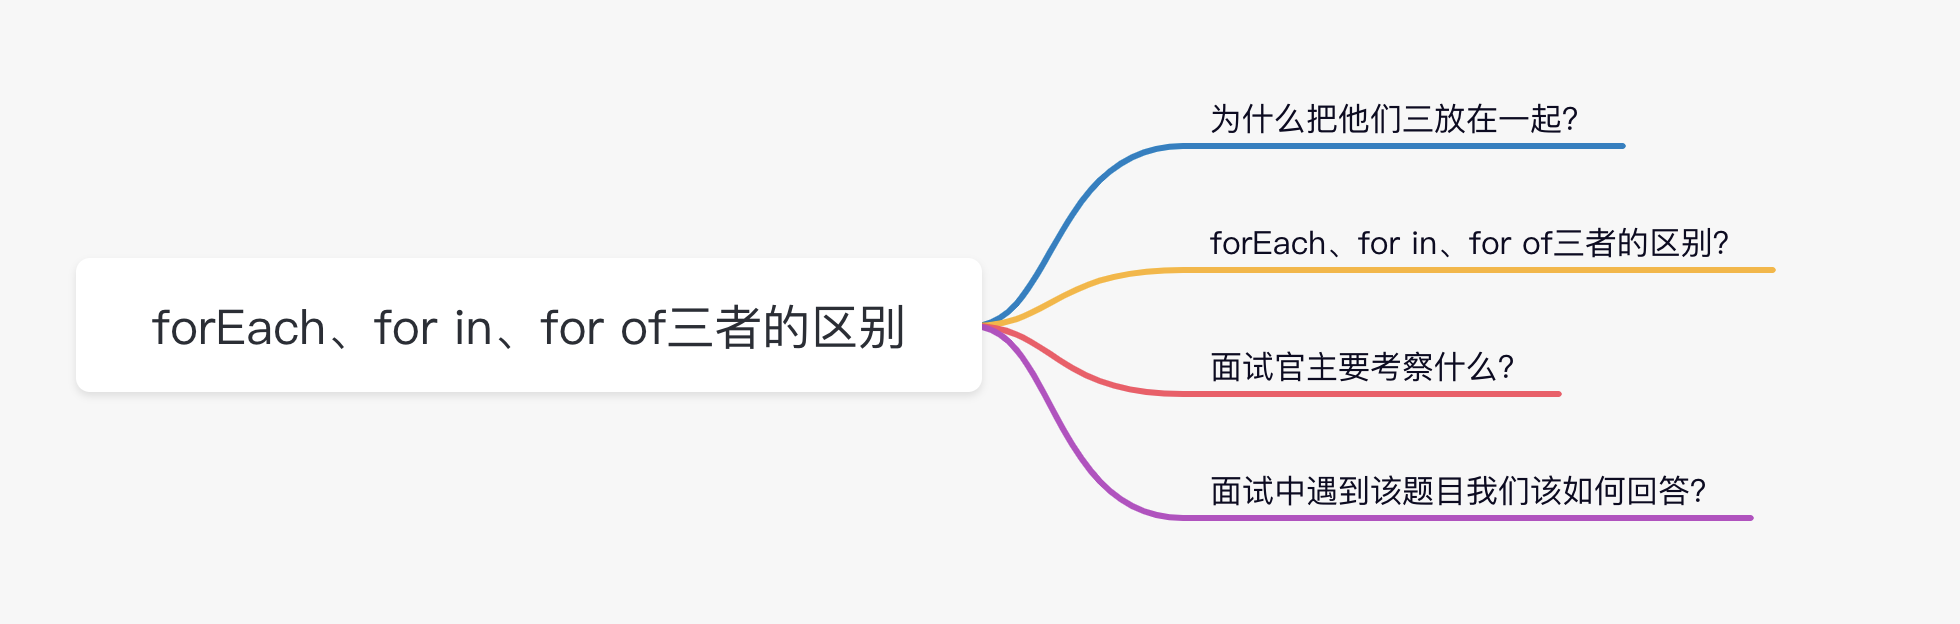 forEach、for in、for of三者的区别
为什么把他们三放在一起?
forEach、for in、for of三者的区别?
面试官主要考察什么?
面试中遇到该题目我们该如何回答?